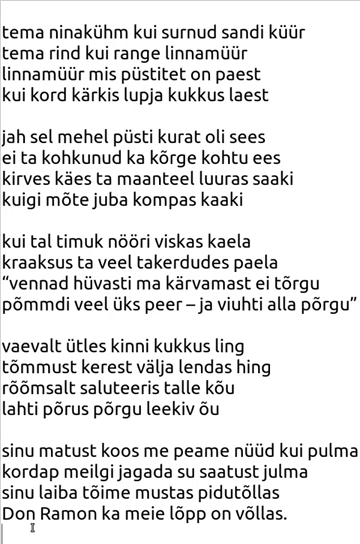 tema ninakühm kui surnud sandi küür
tema rind kui range linnamüür
linnamüür mis püstitet on paest
kui kord kärkis lupja kukkus laest
jah sel mehel püsti kurat oli sees
ei ta kohkunud ka kõrge kohtu ees
kirves käes ta maanteel luuras saaki
kuigi mõte juba kompas kaaki
kui tal timuk nööri viskas kaela
kraaksus ta veel takerdudes paela
“vennad hüvasti ma kärvamast ei tõrgu
põmmdi veel üks peer – ja viuhti alla põrgu”
vaevalt ütles kinni kukkus ling
tõmmust kerest välja lendas hing
rõõmsalt saluteeris talle kõu
lahti põrus põrgu leekiv õu
sinu matust koos me peame nüüd kui pulma
kordap meilgi jagada su saatust julma
sinu laiba tõime mustas pidutõllas
Don Ramon ka meie lõpp on võllas.